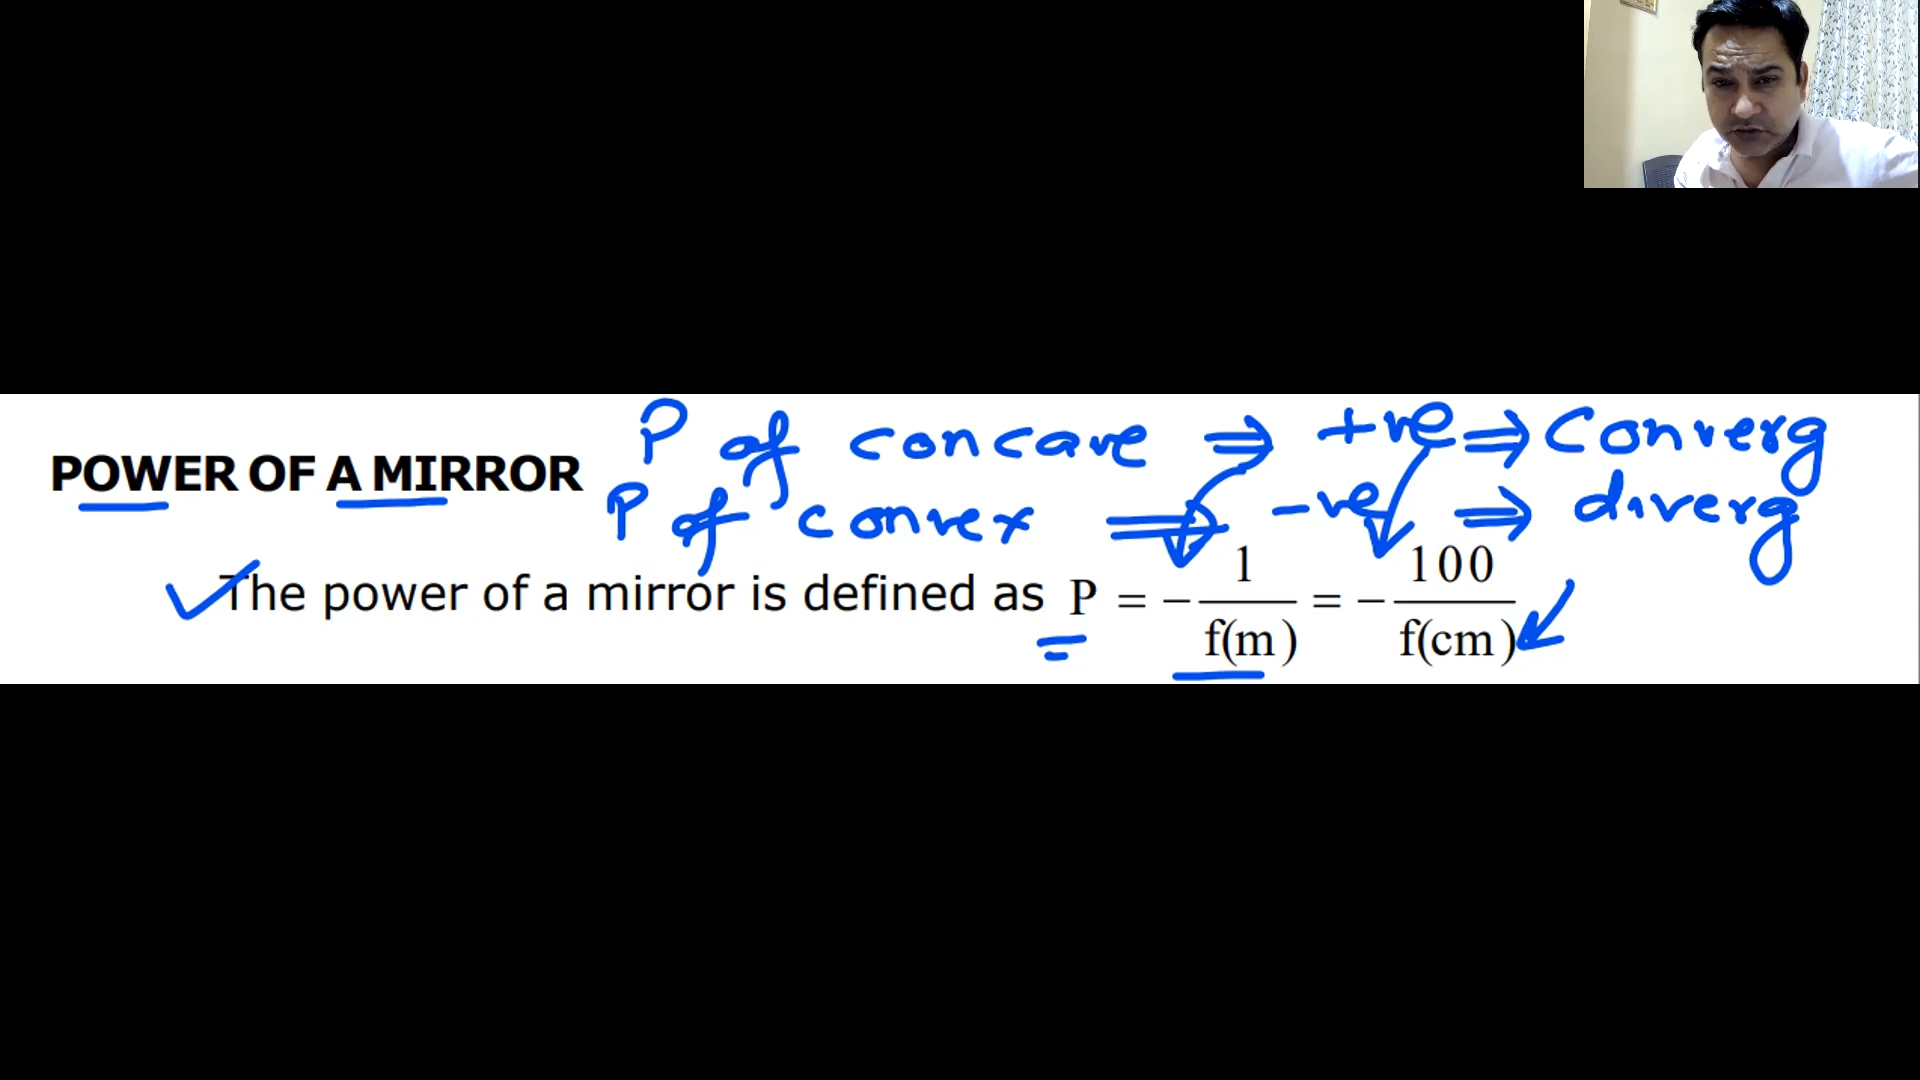 P of concave ⇒ +ve ⇒ Converg
POWER OF A MIRROR
P of convex ⇒ -ve ⇒ diverg
The power of a mirror is defined as P = − 1/f(m) = − 100/f(cm)